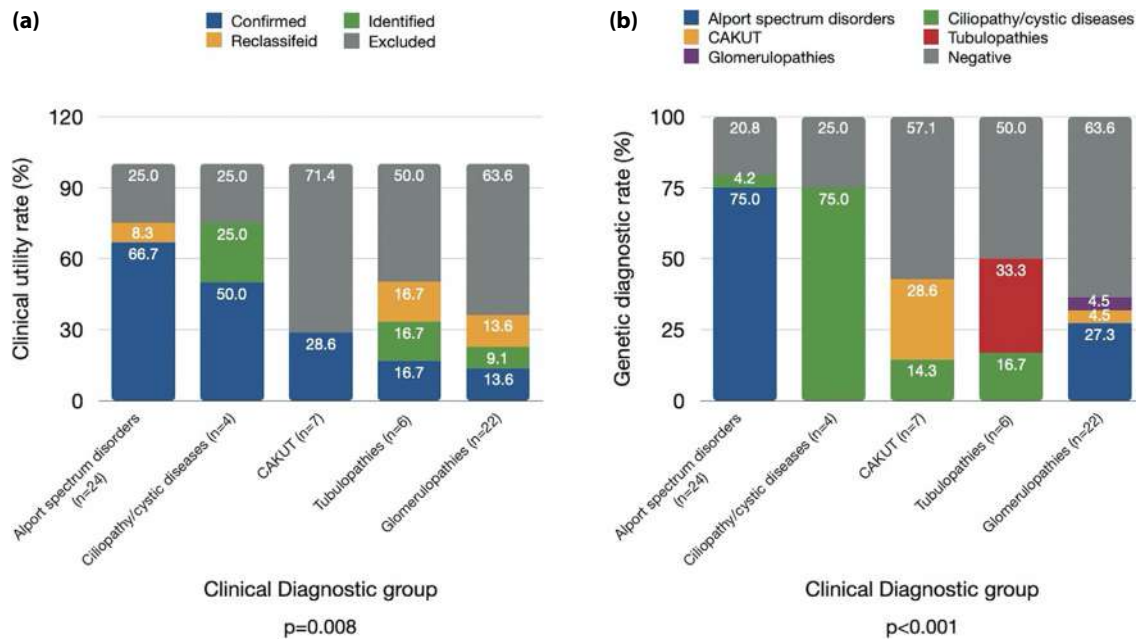 (a)
Confirmed
Identified
Reclassifeid
Excluded
Clinical utility rate (%)
120
90
60
30
0
25.0
8.3
66.7
25.0
25.0
50.0
71.4
28.6
50.0
16.7
16.7
16.7
63.6
13.6
9.1
13.6
Alport spectrum disorders
(n=24)
Ciliopathy/cystic diseases (n=4)
CAKUT (n=7)
Tubulopathies (n=6)
Glomerulopathies (n=22)
Clinical Diagnostic group
p=0.008
(b)
Alport spectrum disorders
Ciliopathy/cystic diseases
CAKUT
Tubulopathies
Glomerulopathies
Negative
Genetic diagnostic rate (%)
100
75
50
25
0
20.8
4.2
75.0
25.0
75.0
57.1
28.6
14.3
50.0
33.3
16.7
63.6
4.5
4.5
27.3
Alport spectrum disorders
(n=24)
Ciliopathy/cystic diseases (n=4)
CAKUT (n=7)
Tubulopathies (n=6)
Glomerulopathies (n=22)
Clinical Diagnostic group
p<0.001